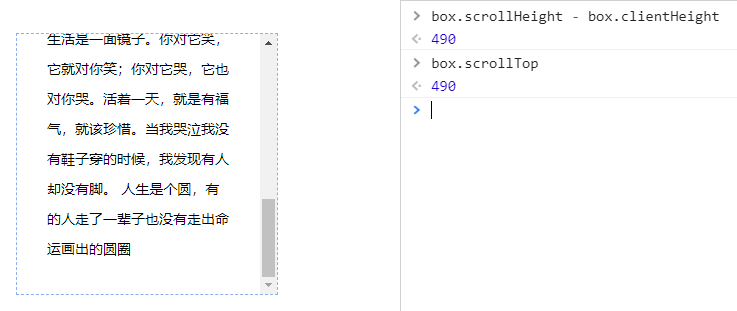 生活是一面镜子。你对它笑，
它就对你笑；你对它哭，它也
对你哭。活着一天，就是有福
气，就该珍惜。当我哭泣我没
有鞋子穿的时候，我发现有人
却没有脚。 人生是个圆，有
的人走了一辈子也没有走出命
运画出的圆圈
box.scrollHeight - box.clientHeight
490
box.scrollTop
490